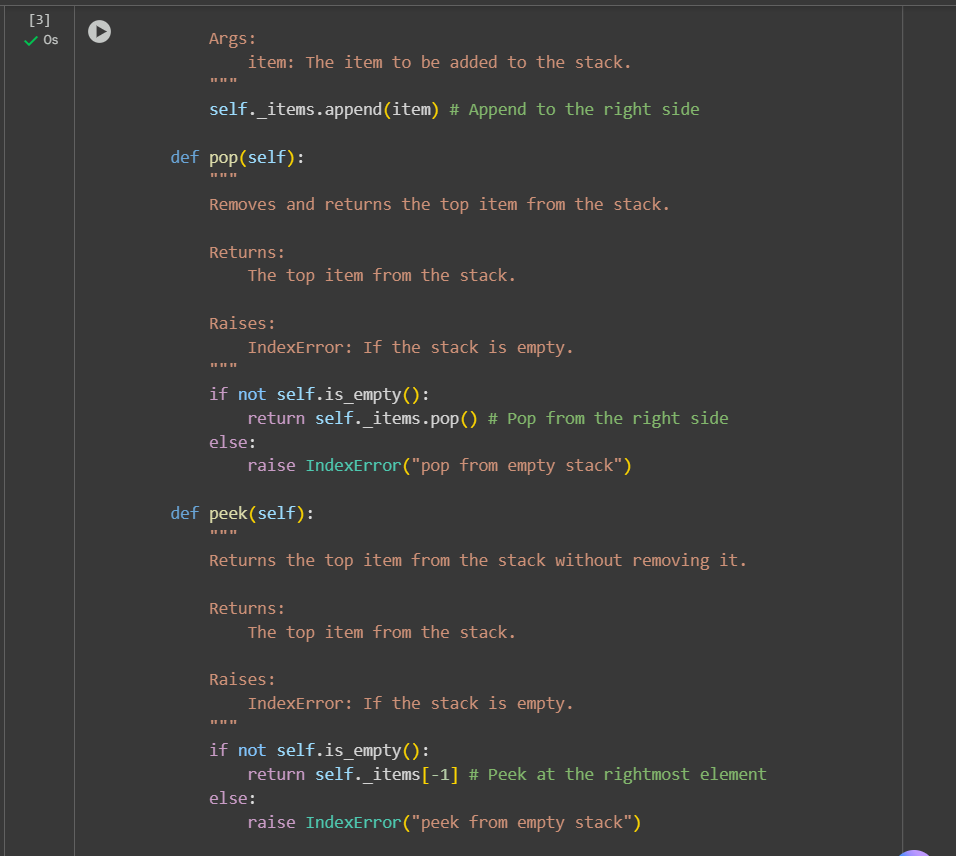 [3]
0s
Args:
item: The item to be added to the stack.
"""
self._items.append(item) # Append to the right side
def pop(self):
"""
Removes and returns the top item from the stack.
Returns:
The top item from the stack.
Raises:
IndexError: If the stack is empty.
"""
if not self.is_empty():
return self._items.pop() # Pop from the right side
else:
raise IndexError("pop from empty stack")
def peek(self):
"""
Returns the top item from the stack without removing it.
Returns:
The top item from the stack.
Raises:
IndexError: If the stack is empty.
"""
if not self.is_empty():
return self._items[-1] # Peek at the rightmost element
else:
raise IndexError("peek from empty stack")